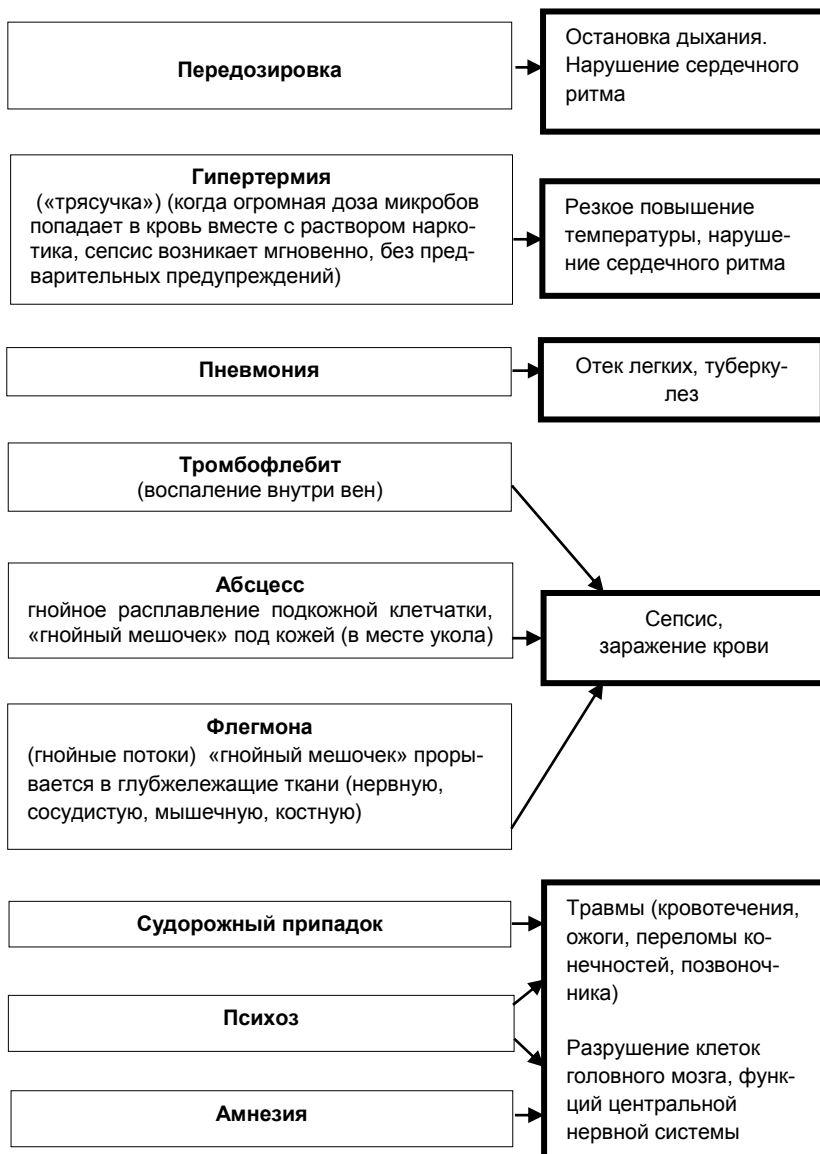 Передозировка
Остановка дыхания.
Нарушение сердечного
ритма
Гипертермия
(«трясучка») (когда огромная доза микробов
попадает в кровь вместе с раствором нарко-
тика, сепсис возникает мгновенно, без пред-
варительных предупреждений)
Резкое повышение
температуры, наруше-
ние сердечного ритма
Пневмония
Отек легких, туберку-
лез
Тромбофлебит
(воспаление внутри вен)
Абсцесс
гнойное расплавление подкожной клетчатки,
«гнойный мешочек» под кожей (в месте укола)
Сепсис,
заражение крови
Флегмона
(гнойные потоки) «гнойный мешочек» проры-
вается в глубжележащие ткани (нервную,
сосудистую, мышечную, костную)
Судорожный припадок
Психоз
Амнезия
Травмы (кровотечения,
ожоги, переломы ко-
нечностей, позвоноч-
ника)
Разрушение клеток
головного мозга, функ-
ций центральной
нервной системы